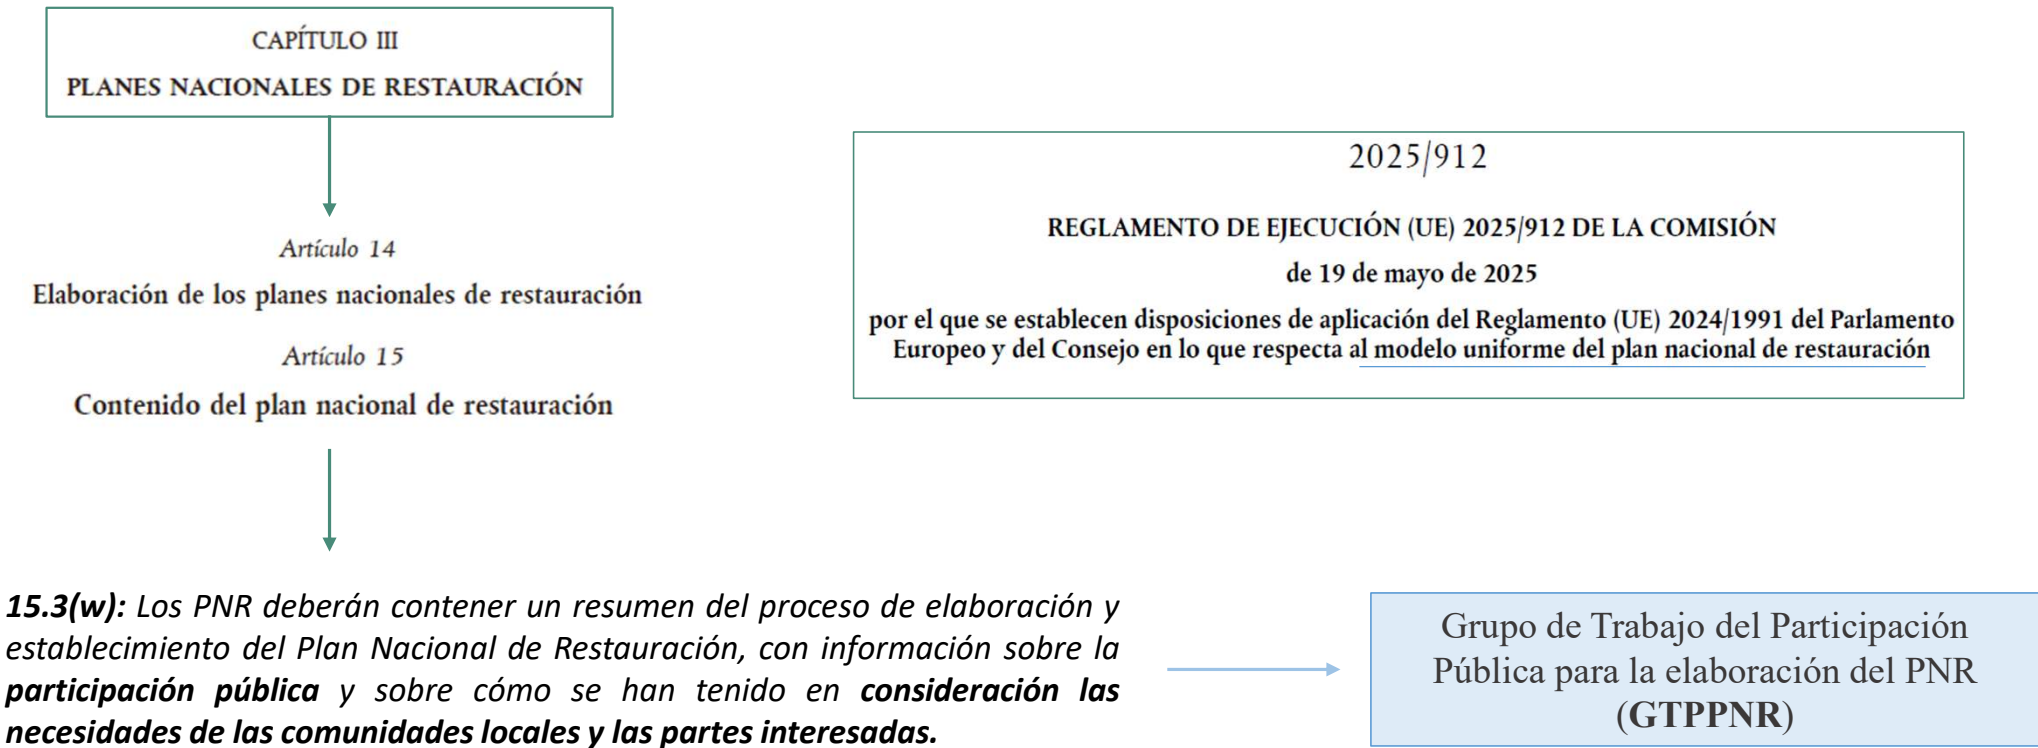 CAPÍTULO III
PLANES NACIONALES DE RESTAURACIÓN
Artículo 14
Elaboración de los planes nacionales de restauración
Artículo 15
Contenido del plan nacional de restauración
2025/912
REGLAMENTO DE EJECUCIÓN (UE) 2025/912 DE LA COMISIÓN
de 19 de mayo de 2025
por el que se establecen disposiciones de aplicación del Reglamento (UE) 2024/1991 del Parlamento
Europeo y del Consejo en lo que respecta al modelo uniforme del plan nacional de restauración
15.3(w): Los PNR deberán contener un resumen del proceso de elaboración y
establecimiento del Plan Nacional de Restauración, con información sobre la
participación pública y sobre cómo se han tenido en consideración las
necesidades de las comunidades locales y las partes interesadas.
Grupo de Trabajo del Participación
Pública para la elaboración del PNR
(GTPPNR)